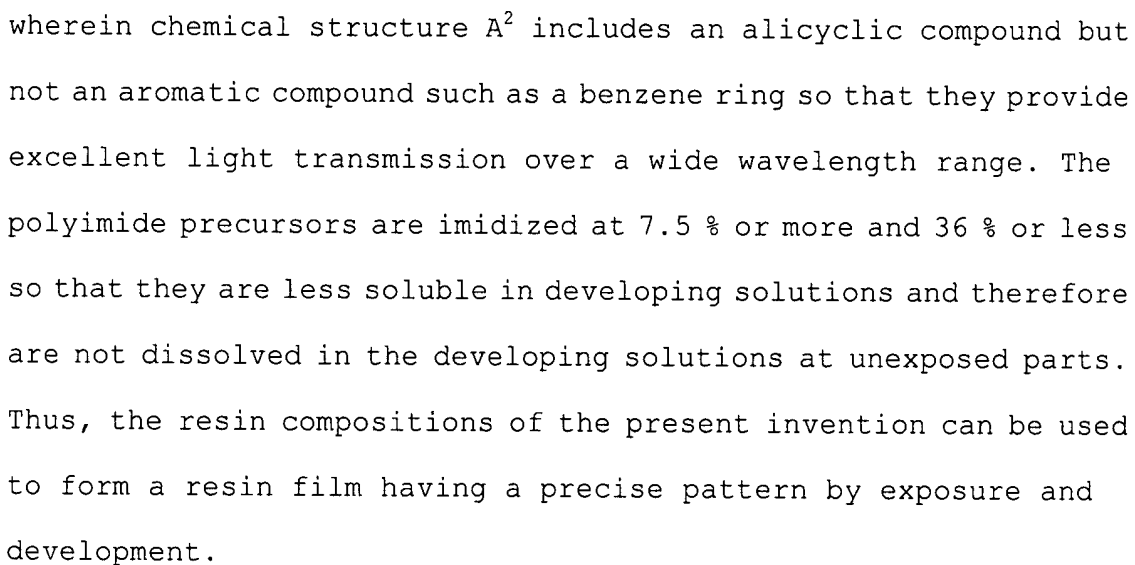 wherein chemical structure A² includes an alicyclic compound but
not an aromatic compound such as a benzene ring so that they provide
excellent light transmission over a wide wavelength range. The
polyimide precursors are imidized at 7.5 % or more and 36 % or less
so that they are less soluble in developing solutions and therefore
are not dissolved in the developing solutions at unexposed parts.
Thus, the resin compositions of the present invention can be used
to form a resin film having a precise pattern by exposure and
development.